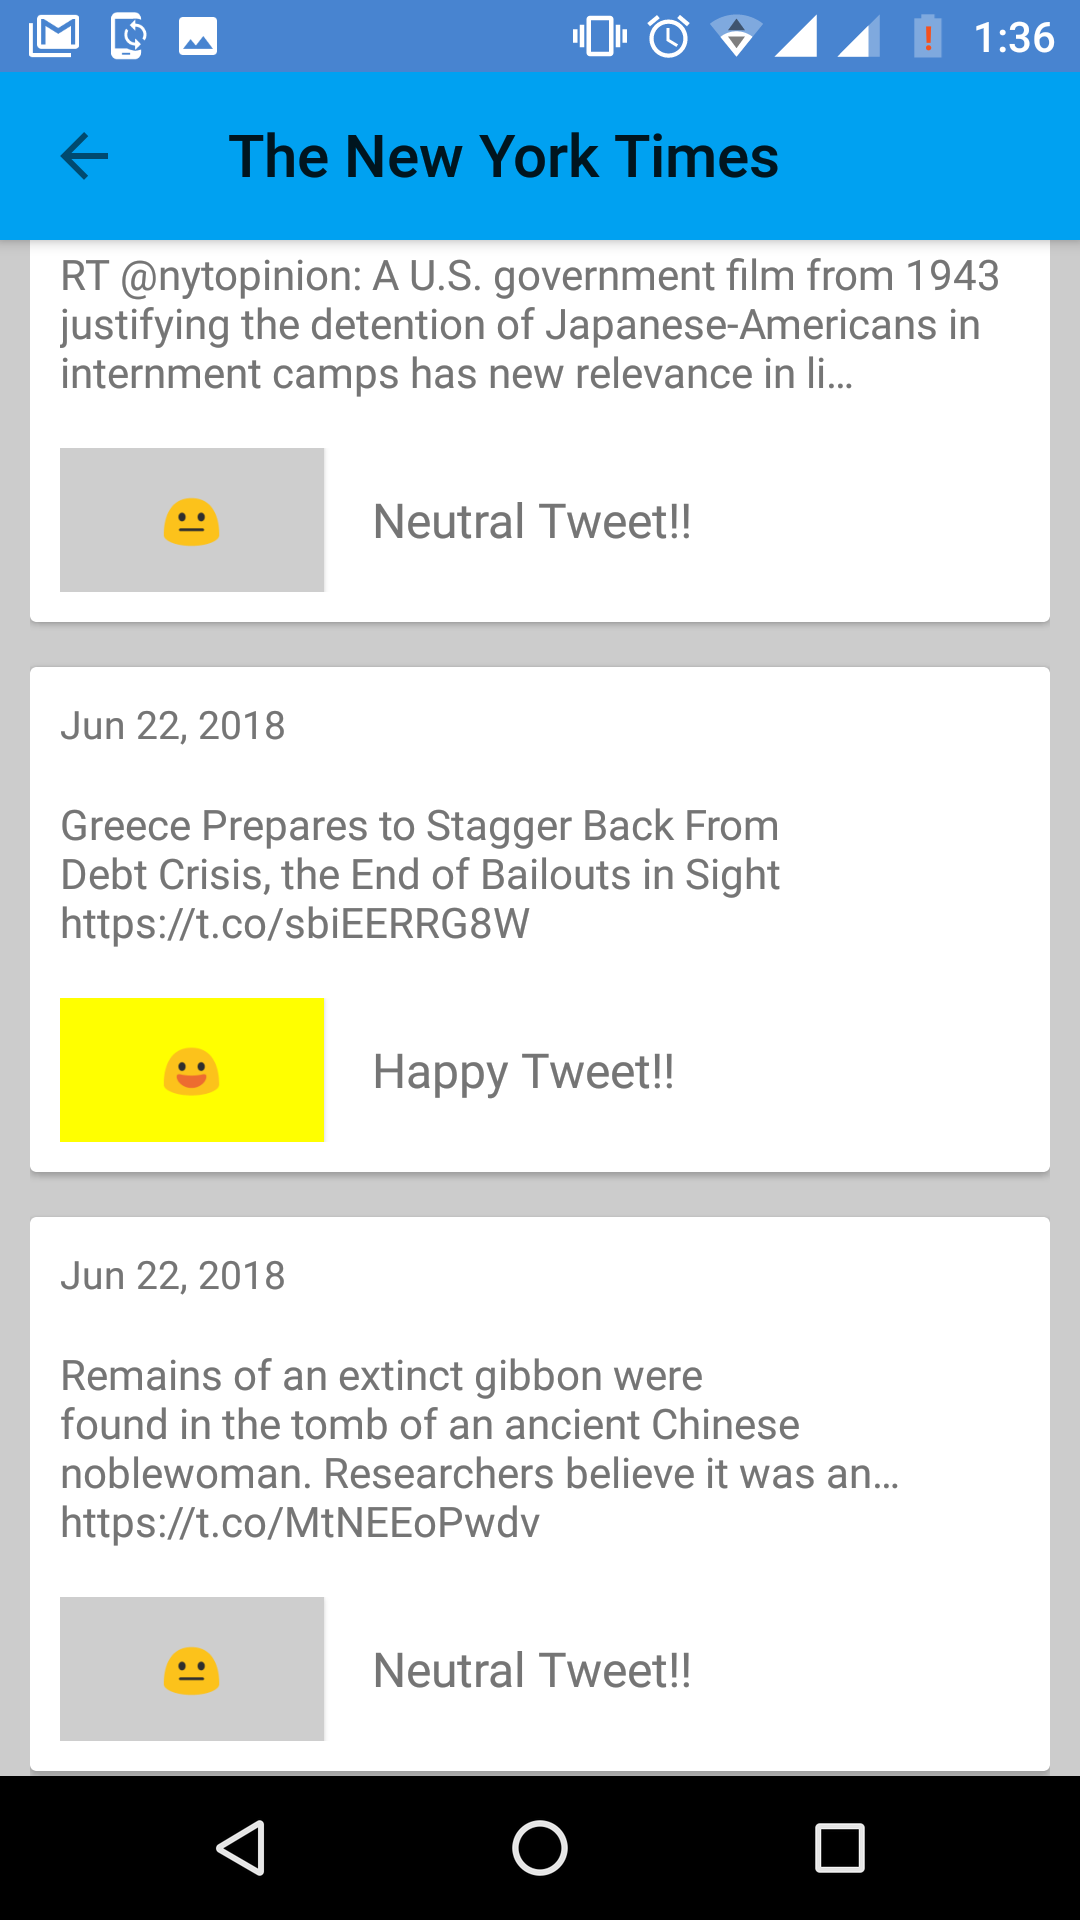 1:36
The New York Times
RT @nytopinion: A U.S. government film from 1943
justifying the detention of Japanese-Americans in
internment camps has new relevance in li…
😐
Neutral Tweet!!
Jun 22, 2018
Greece Prepares to Stagger Back From
Debt Crisis, the End of Bailouts in Sight
https://t.co/sbiEERRG8W
😃
Happy Tweet!!
Jun 22, 2018
Remains of an extinct gibbon were
found in the tomb of an ancient Chinese
noblewoman. Researchers believe it was an…
https://t.co/MtNEEoPwdv
😐
Neutral Tweet!!